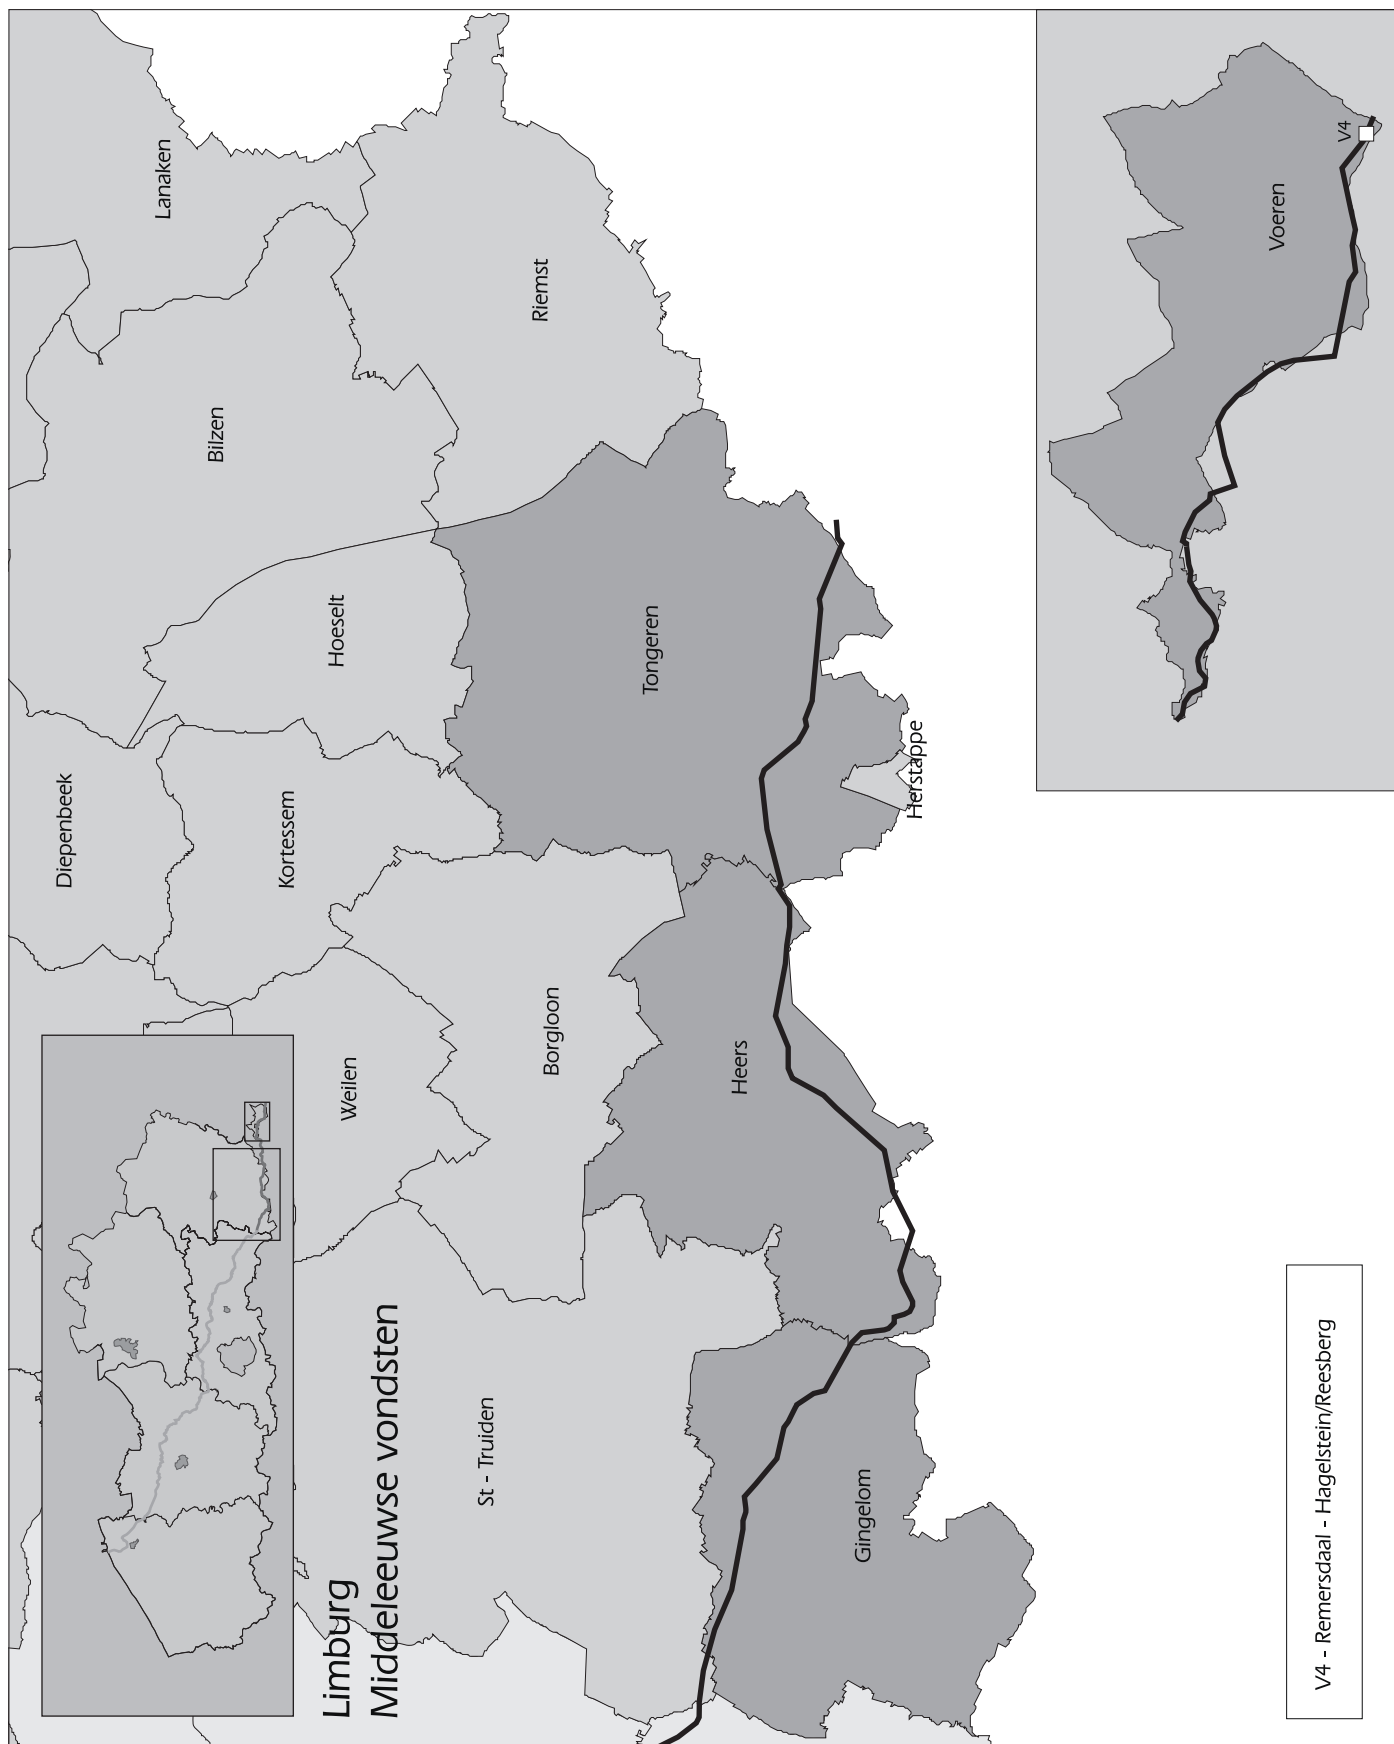 Limburg
Middeleeuwse vondsten
Lanaken
Bilzen
Riemst
Hoeselt
Diepenbeek
Kortessem
Tongeren
Herstappe
Weilen
Borgloon
Heers
St - Truiden
Gingelom
Voeren
V4
V4 - Remersdaal - Hagelstein/Reesberg